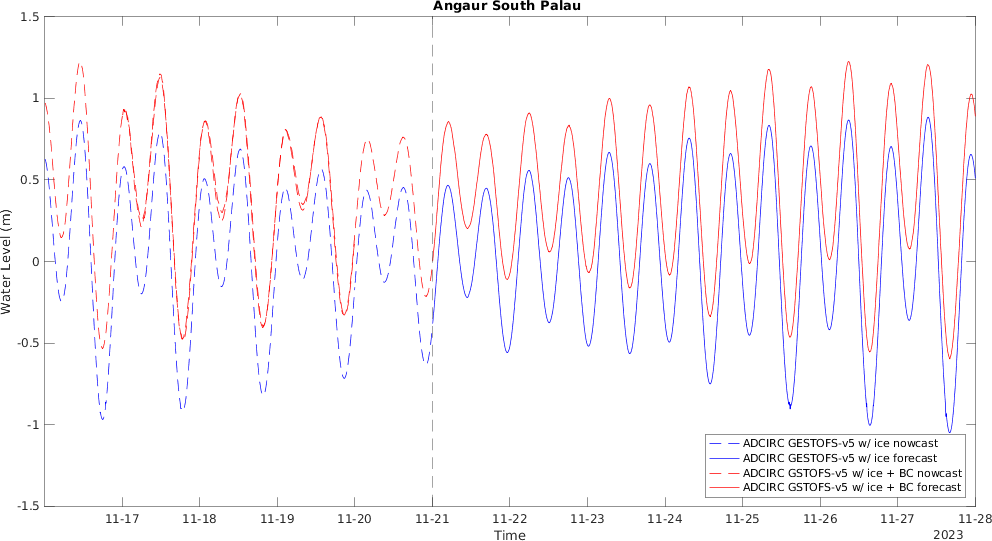 Angaur South Palau
1.5
1
0.5
0
-0.5
-1
-1.5
Water Level (m)
11-17 11-18 11-19 11-20 11-21 11-22 11-23 11-24 11-25 11-26 11-27 11-28
Time
2023
ADCIRC GESTOFS-v5 w/ ice nowcast
ADCIRC GESTOFS-v5 w/ ice forecast
ADCIRC GSTOFS-v5 w/ ice + BC nowcast
ADCIRC GSTOFS-v5 w/ ice + BC forecast